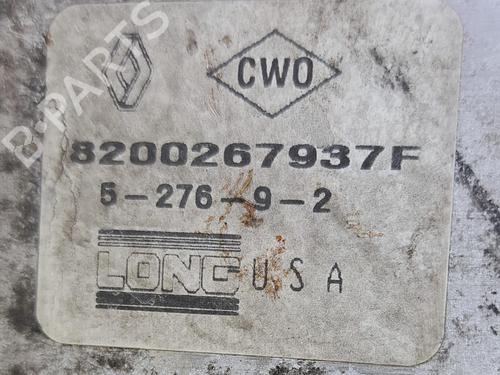 B-PARTS
CWO
8200267937F
5-276-9-2
LONG USA